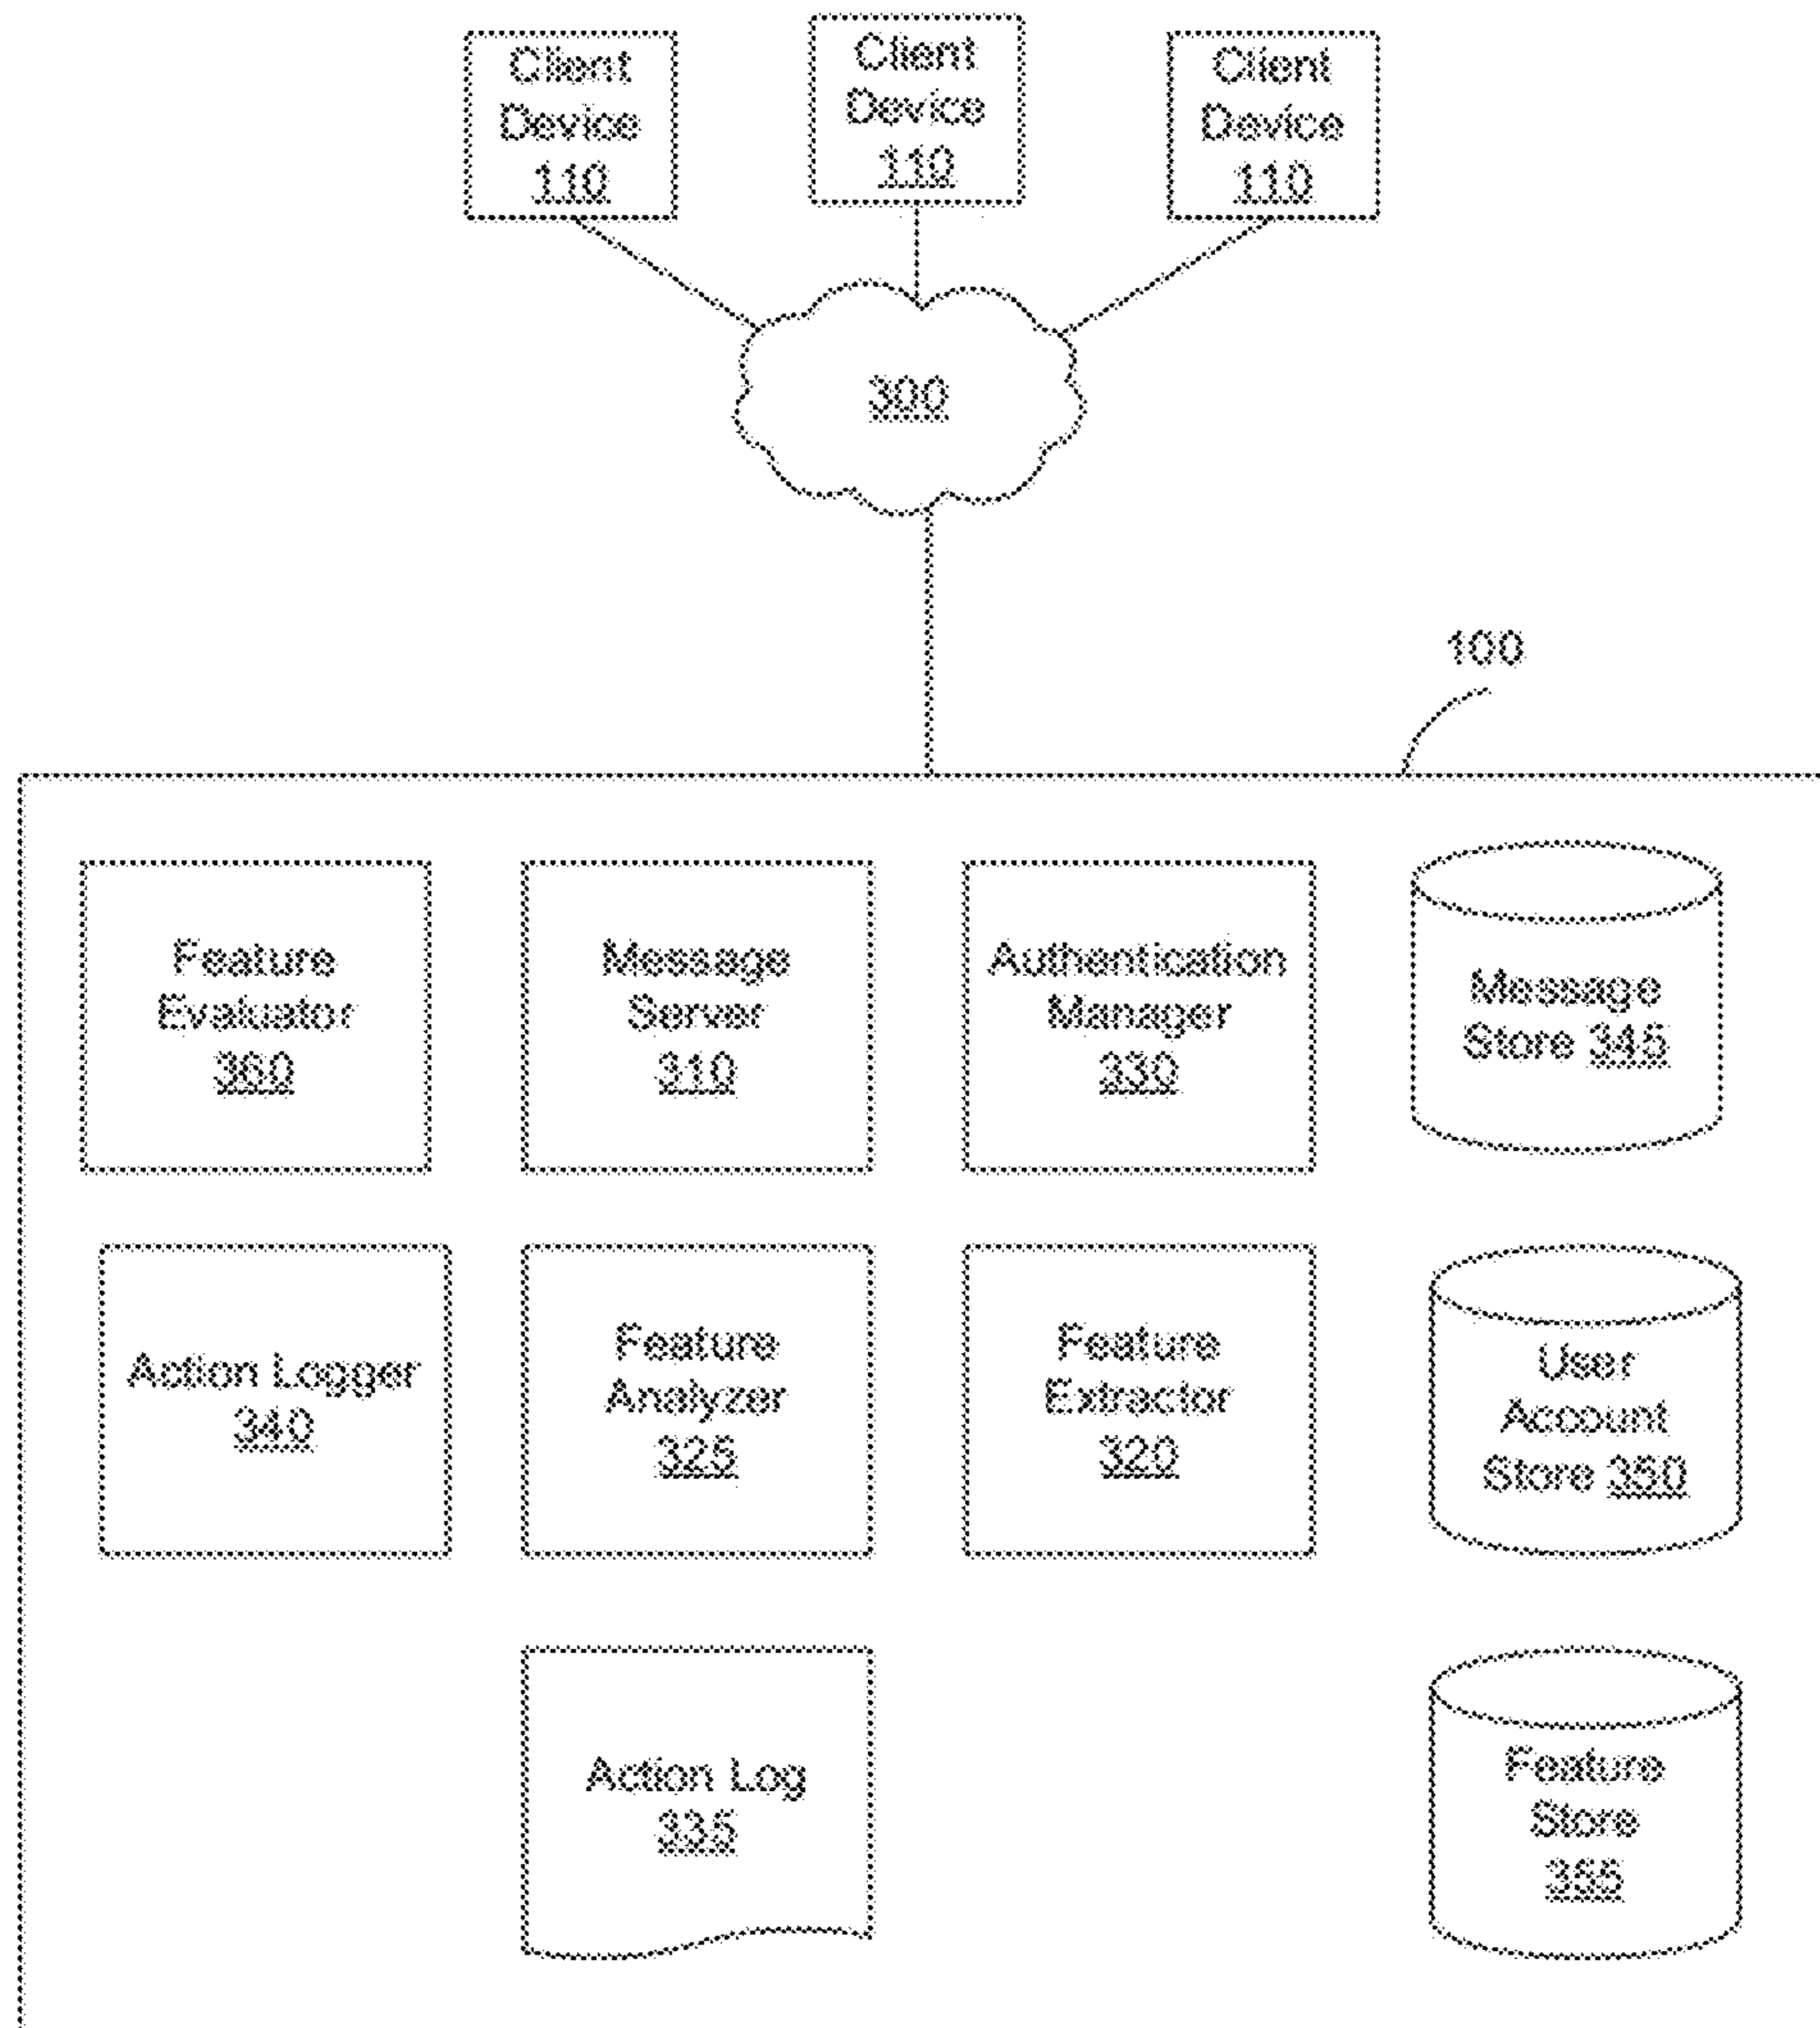 Client
Device
110
Client
Device
110
Client
Device
110
300
100
Feature
Evaluator
360
Message
Server
310
Authentication
Manager
330
Message
Store 345
Action Logger
340
Feature
Analyzer
325
Feature
Extractor
320
User
Account
Store 350
Action Log
335
Feature
Store
355